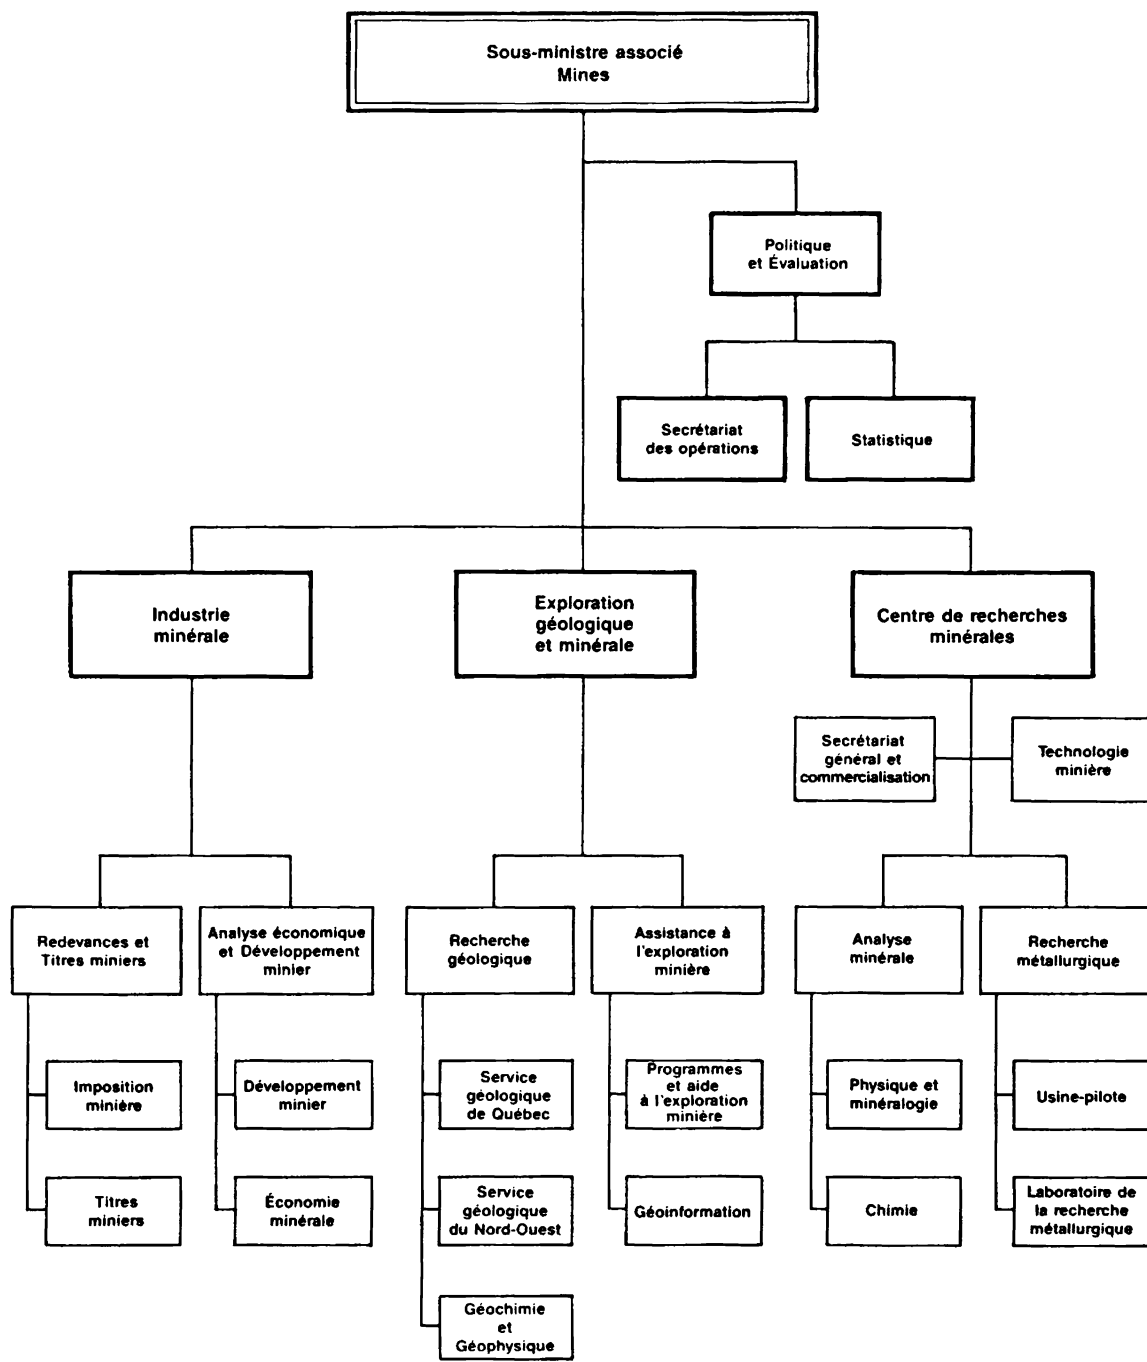 Sous-ministre associé
Mines
Politique
et Évaluation
Secrétariat
des opérations
Statistique
Industrie
minérale
Exploration
géologique
et minérale
Centre de recherches
minérales
Secrétariat
général et
commercialisation
Technologie
minière
Redevances et
Titres miniers
Analyse économique
et Développement
minier
Recherche
géologique
Assistance à
l'exploration
minière
Analyse
minérale
Recherche
métallurgique
Imposition
minière
Développement
minier
Service
géologique
de Québec
Programmes
et aide
à l'exploration
minière
Physique et
minéralogie
Usine-pilote
Titres
miniers
Économie
minérale
Service
géologique
du Nord-Ouest
Géoinformation
Chimie
Laboratoire de
la recherche
métallurgique
Géochimie
et
Géophysique